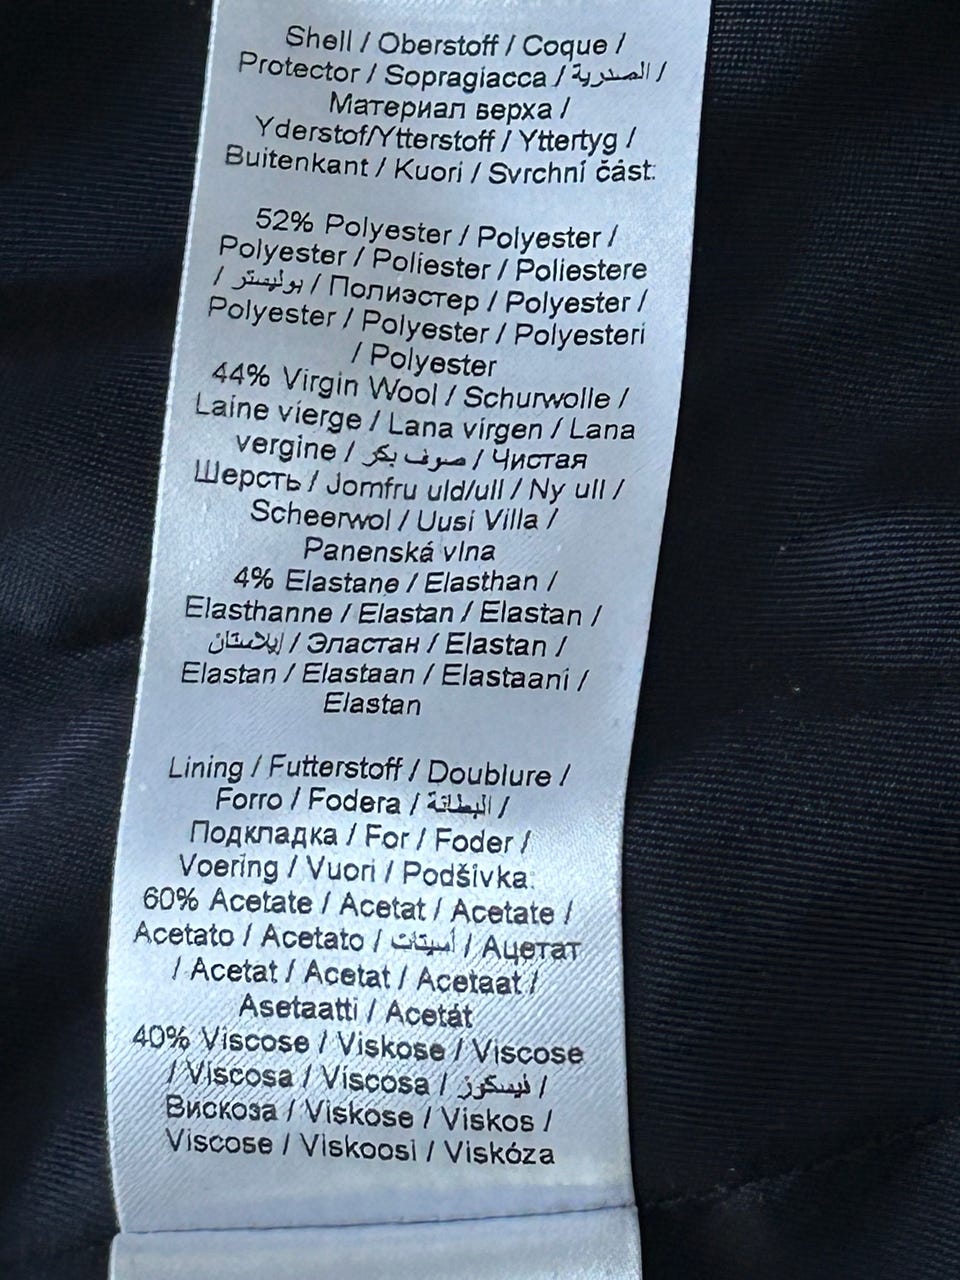 Shell / Oberstoff / Coque /
Protector / Sopragiacca / الصدرية /
Материал верха /
Yderstof/Ytterstoff / Yttertyg /
Buitenkant / Kuori / Svrchní část:
52% Polyester / Polyester /
Polyester / Poliester / Poliestere
/ بوليستر / Полиэстер / Polyester /
Polyester / Polyester / Polyesteri
/ Polyester
44% Virgin Wool / Schurwolle /
Laine vierge / Lana virgen / Lana
vergine / صوف بكر / Чистая
Шерсть / Jomfru uld/ull / Ny ull /
Scheerwol / Uusi Villa /
Panenská vlna
4% Elastane / Elasthan /
Elasthanne / Elastan / Elastan /
إيلاستان / Эластан / Elastan /
Elastan / Elastaan / Elastaani /
Elastan
Lining / Futterstoff / Doublure /
Forro / Fodera / البطانة /
Подкладка / For / Foder /
Voering / Vuori / Podšívka:
60% Acetate / Acetat / Acetate /
Acetato / Acetato / أسيتات / Ацетат
/ Acetat / Acetat / Acetaat /
Asetaatti / Acetát
40% Viscose / Viskose / Viscose
/ Viscosa / Viscosa / فيسكوز /
Вискоза / Viskose / Viskos /
Viscose / Viskoosi / Viskóza